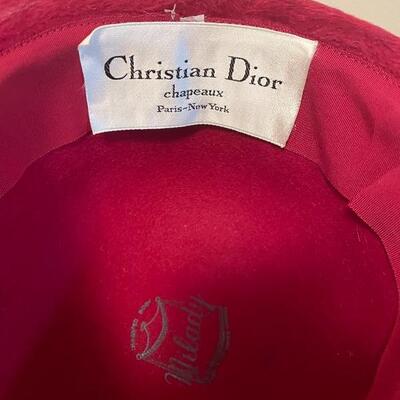 Christian Dior
chapeaux
Paris-New York
Milady